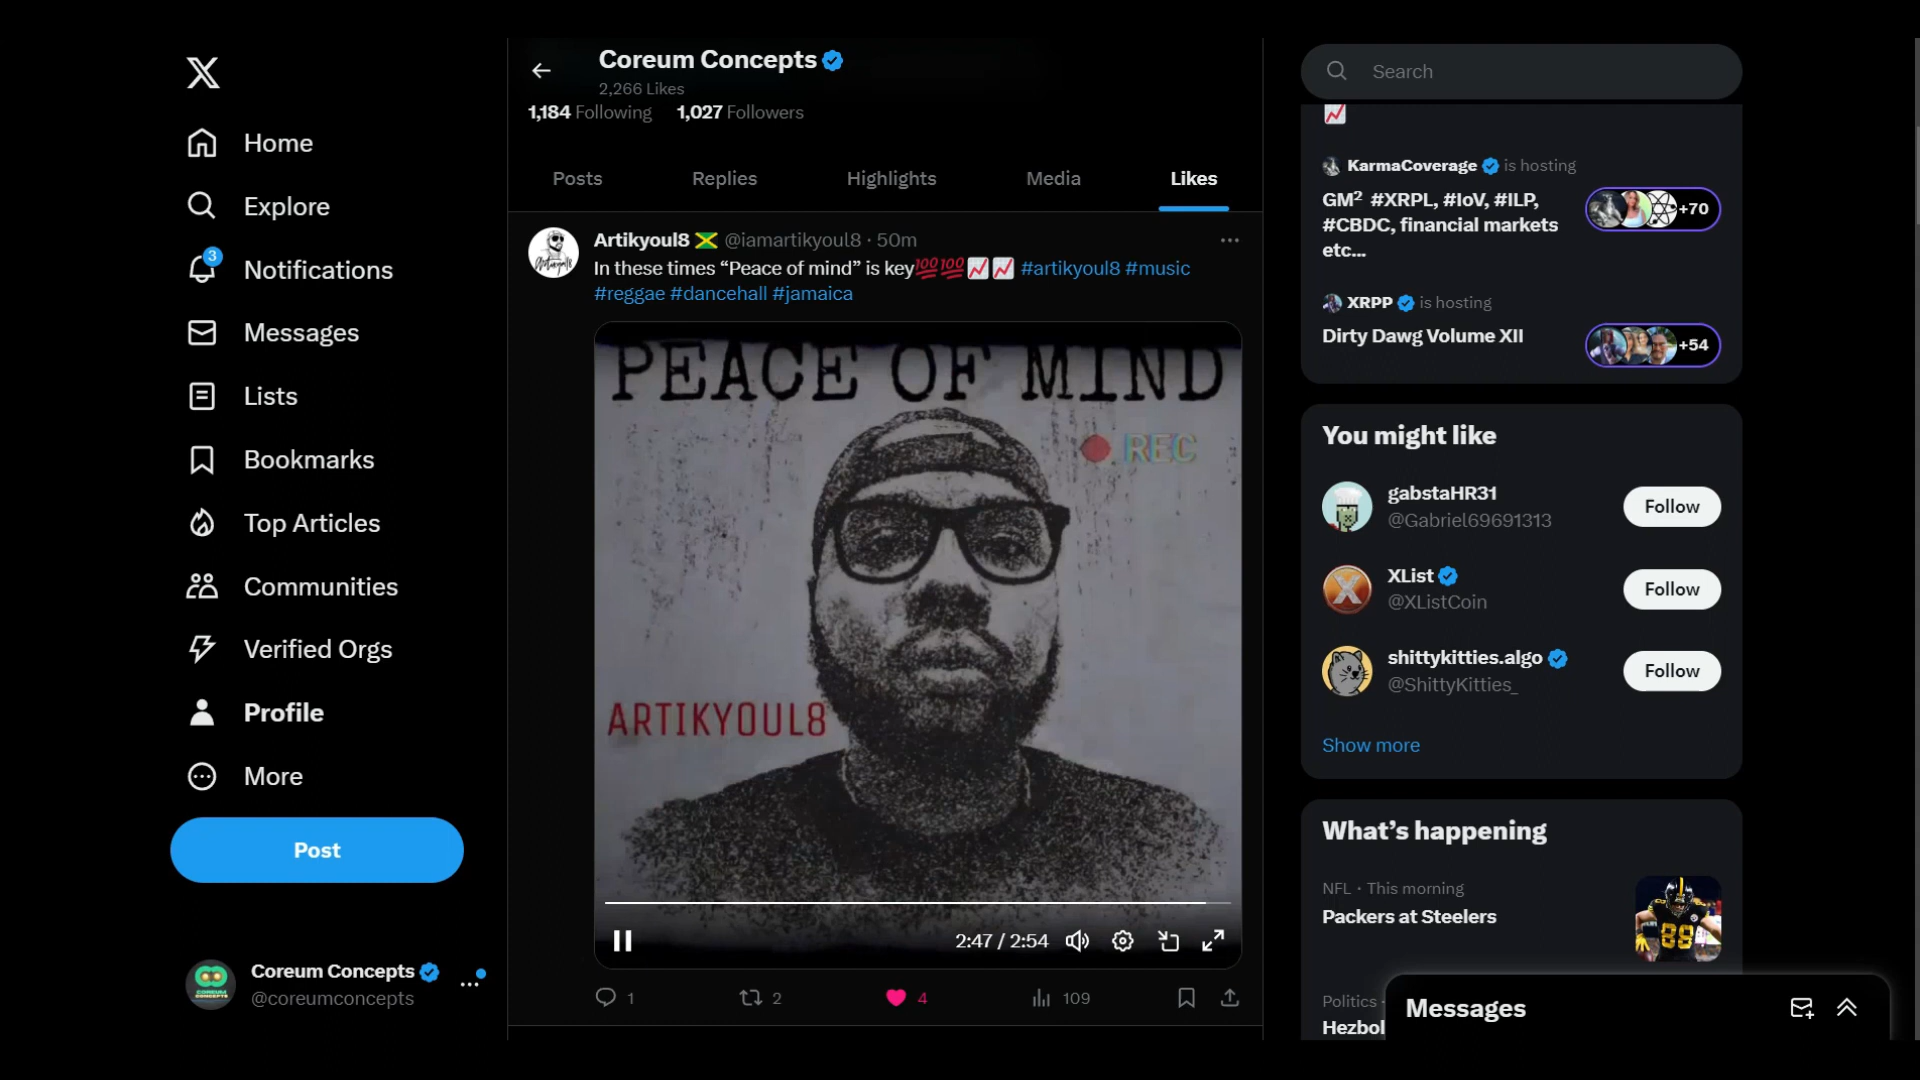 Home
Explore
3
Notifications
Messages
Lists
Bookmarks
Top Articles
Communities
Verified Orgs
Profile
More
Post
Coreum Concepts
@coreumconcepts
Coreum Concepts
2,266 Likes
1,184 Following 1,027 Followers
Posts Replies Highlights Media Likes
Artikyoul8 🇯🇲 @iamartikyoul8 · 50m
In these times “Peace of mind” is key💯💯📈📈 #artikyoul8 #music
#reggae #dancehall #jamaica
PEACE OF MIND
REC
ARTIKYOUL8
2:47 / 2:54
1 2 4 109
Search
📈
KarmaCoverage is hosting
GM² #XRPL, #IoV, #ILP,
#CBDC, financial markets
etc...
+70
XRPP is hosting
Dirty Dawg Volume XII
+54
You might like
gabstaHR31
@Gabriel69691313
Follow
XList
@XListCoin
Follow
shittykitties.algo
@ShittyKitties_
Follow
Show more
What’s happening
NFL · This morning
Packers at Steelers
88
Politics ·
Hezbol
Messages